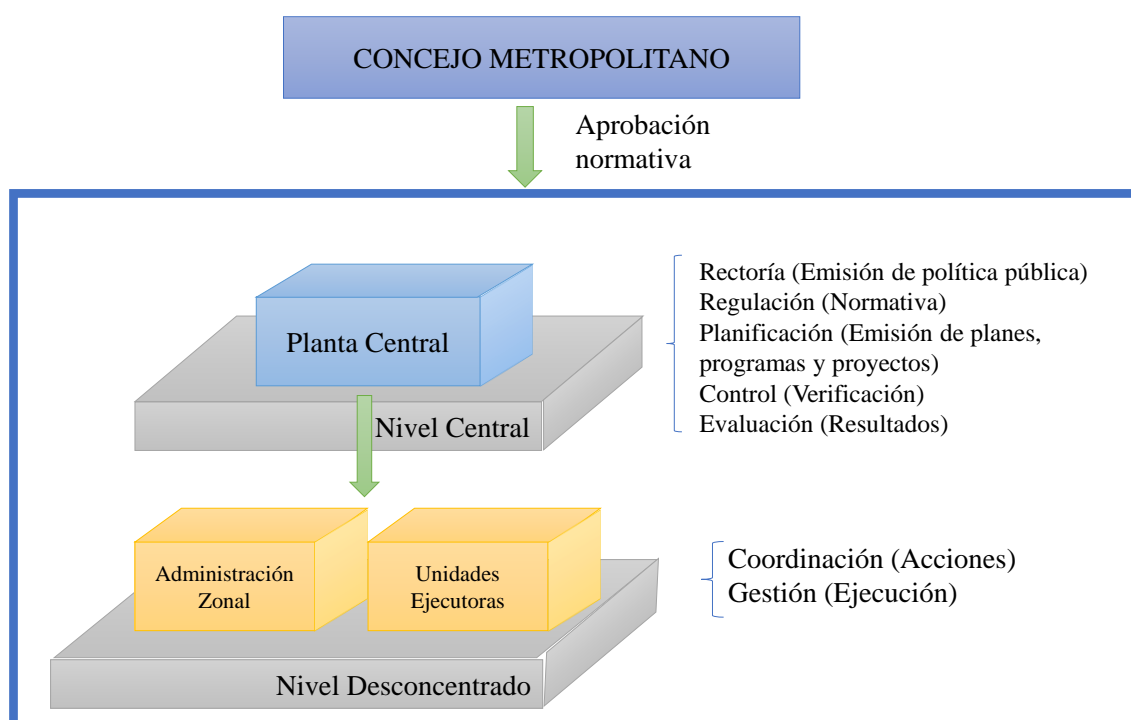 CONCEJO METROPOLITANO
Aprobación
normativa
Rectoría (Emisión de política pública)
Regulación (Normativa)
Planificación (Emisión de planes,
programas y proyectos)
Control (Verificación)
Evaluación (Resultados)
Planta Central
Nivel Central
Administración
Zonal
Unidades
Ejecutoras
Coordinación (Acciones)
Gestión (Ejecución)
Nivel Desconcentrado